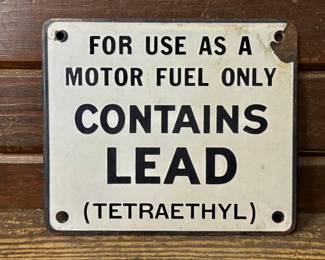 FOR USE AS A
MOTOR FUEL ONLY
CONTAINS
LEAD
(TETRAETHYL)